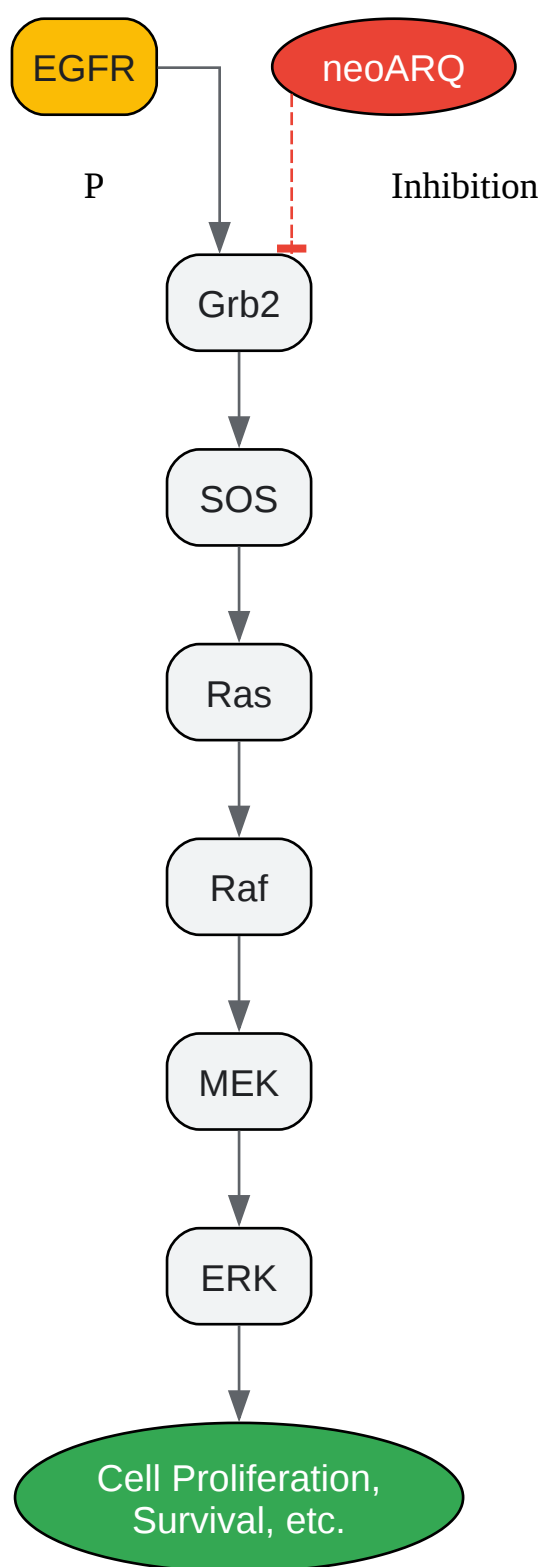 EGFR
neoARQ
P
Inhibition
Grb2
SOS
Ras
Raf
MEK
ERK
Cell Proliferation,
Survival, etc.